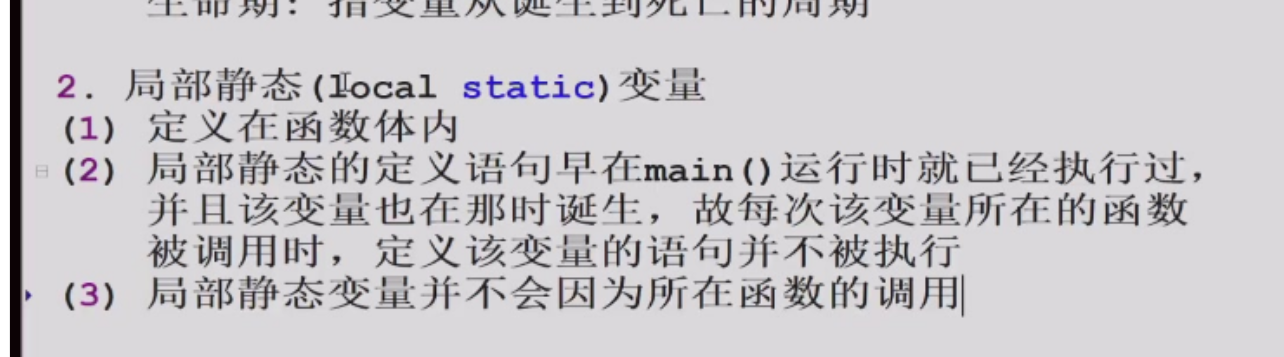 生命期: 指变量从诞生到死亡的周期
2. 局部静态(local static)变量
(1) 定义在函数体内
(2) 局部静态的定义语句早在main()运行时就已经执行过,
并且该变量也在那时诞生, 故每次该变量所在的函数
被调用时, 定义该变量的语句并不被执行
(3) 局部静态变量并不会因为所在函数的调用